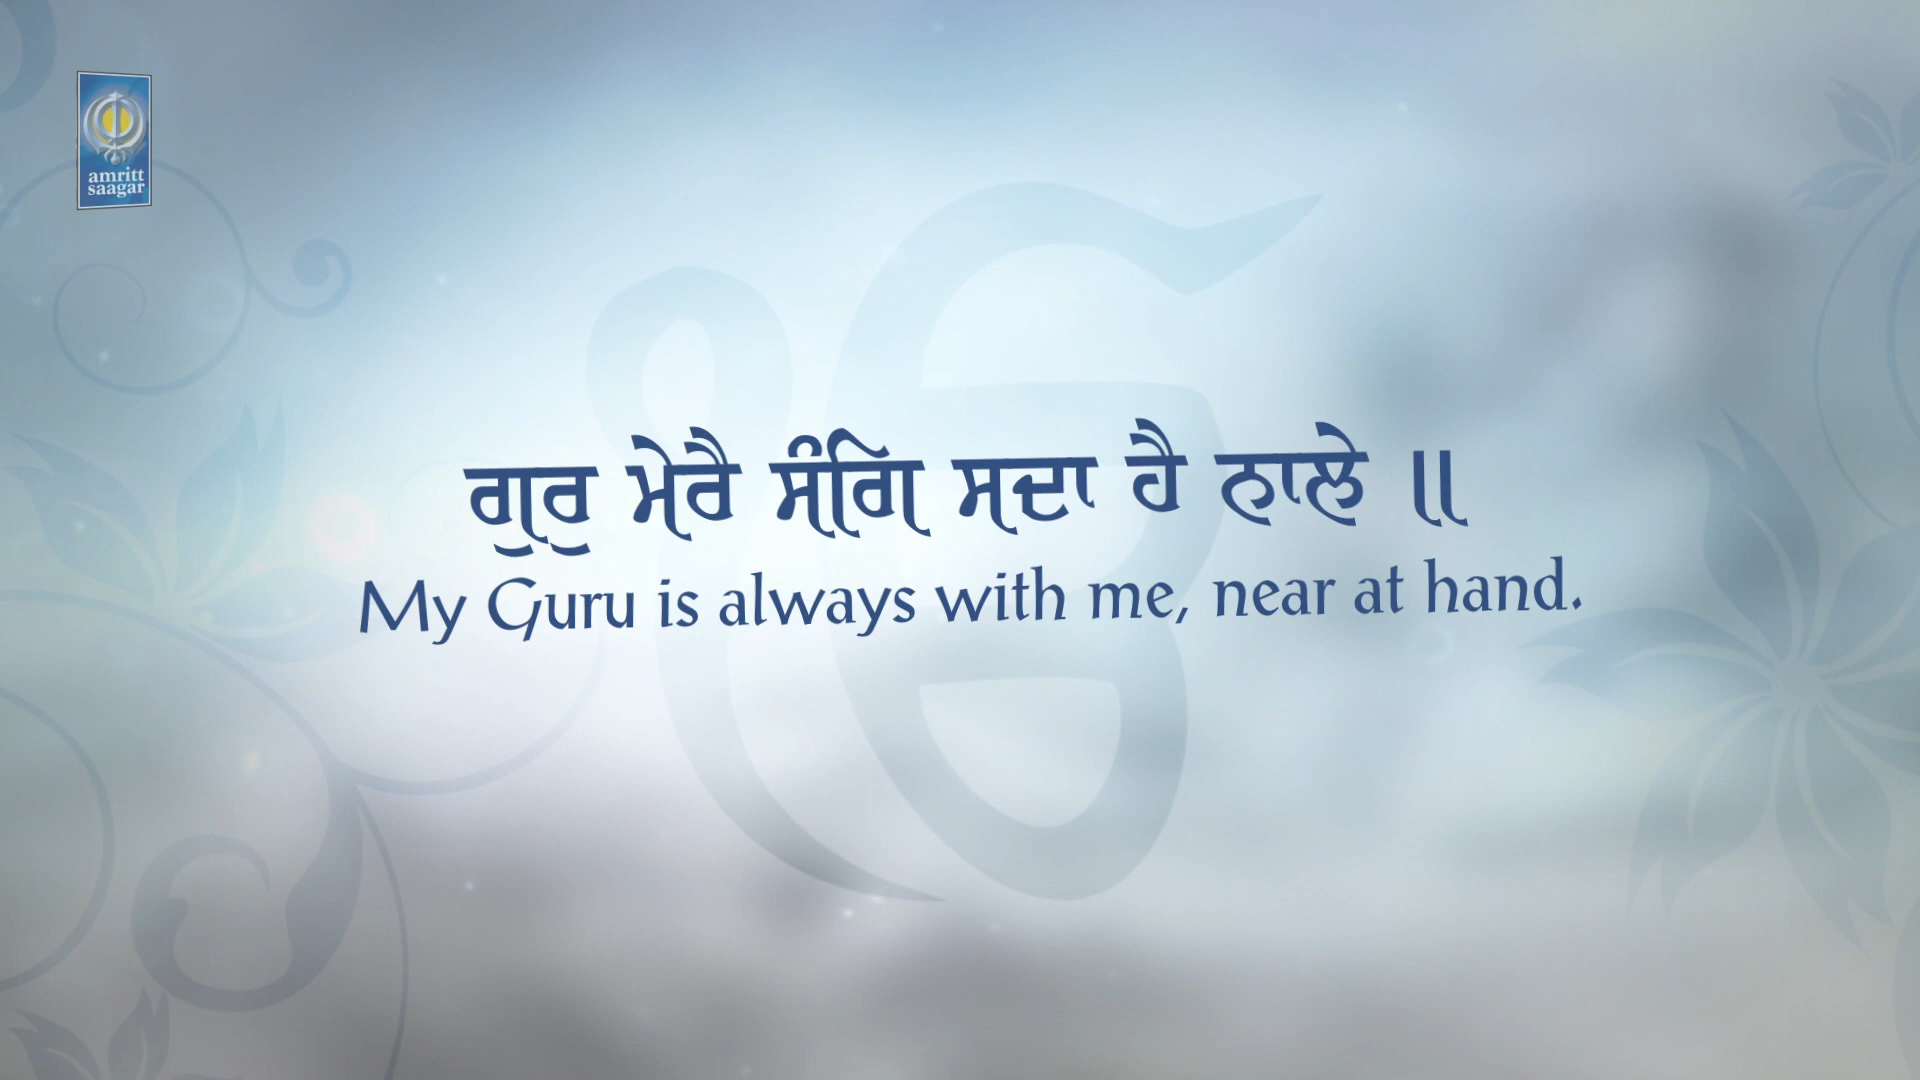 amritt
saagar
ਗੁਰੁ ਮੇਰੈ ਸੰਗਿ ਸਦਾ ਹੈ ਨਾਲੇ ॥
My Guru is always with me, near at hand.